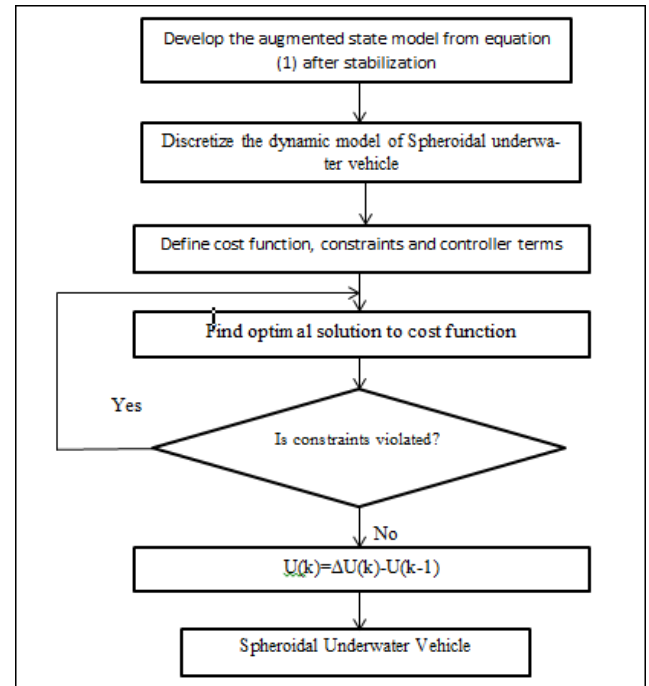 Develop the augmented state model from equation
(1) after stabilization
Discretize the dynamic model of Spheroidal underwa-
ter vehicle
Define cost function, constraints and controller terms
Find optimal solution to cost function
Yes
Is constraints violated?
No
U(k)=ΔU(k)-U(k-1)
Spheroidal Underwater Vehicle